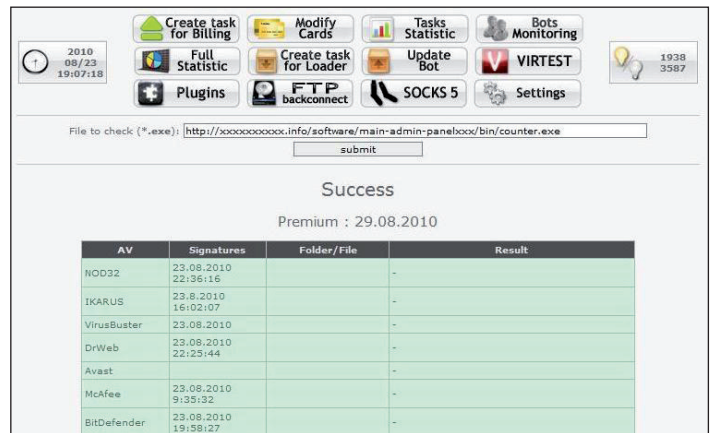 2010
08/23
19:07:18
Create task
for Billing
Modify
Cards
Tasks
Statistic
Bots
Monitoring
Full
Statistic
Create task
for Loader
Update
Bot
VIRTEST
Plugins
FTP
backconnect
SOCKS 5
Settings
1938
3587
File to check (*.exe): http://xxxxxxxxxx.info/software/main-admin-panelxxx/bin/counter.exe
submit
Success
Premium : 29.08.2010
AV Signatures Folder/File Result
NOD32 23.08.2010
22:36:16 -
IKARUS 23.8.2010
16:02:07 -
VirusBuster 23.08.2010 -
DrWeb 23.08.2010
22:25:44 -
Avast -
McAfee 23.08.2010
9:35:32 -
BitDefender 23.08.2010
19:58:27 -